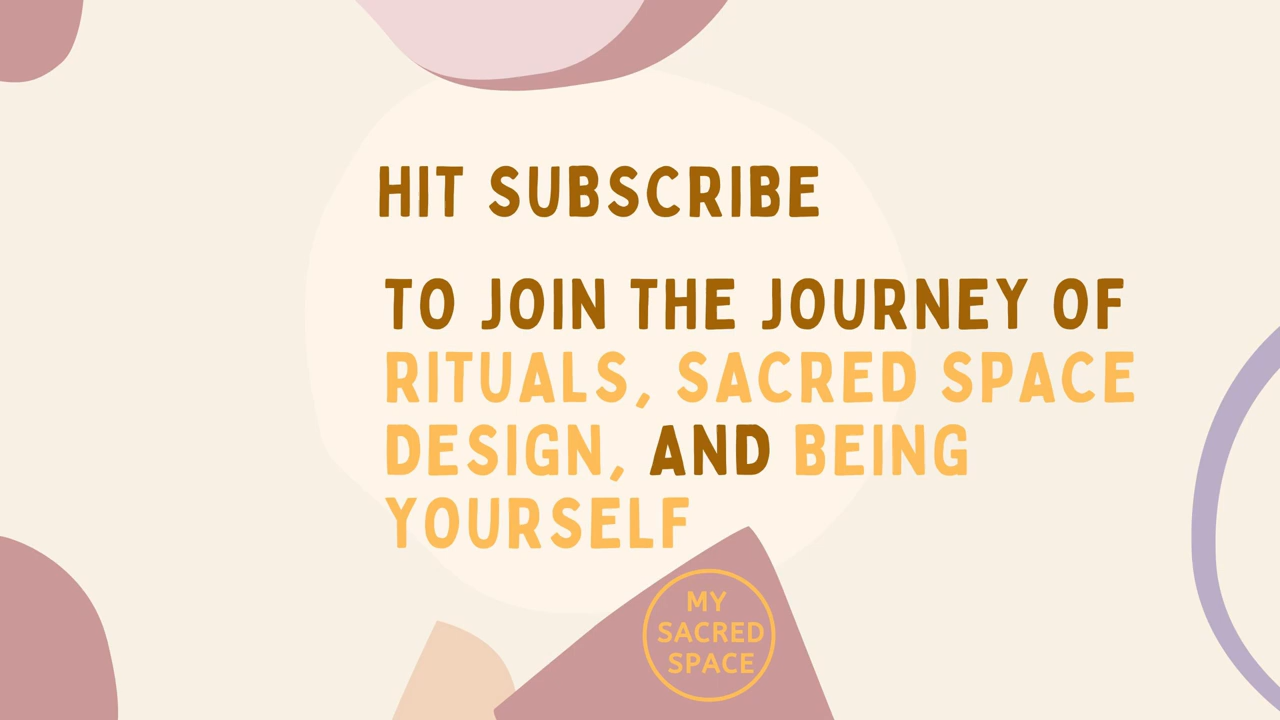 HIT SUBSCRIBE
TO JOIN THE JOURNEY OF
RITUALS, SACRED SPACE
DESIGN, AND BEING
YOURSELF
MY
SACRED
SPACE